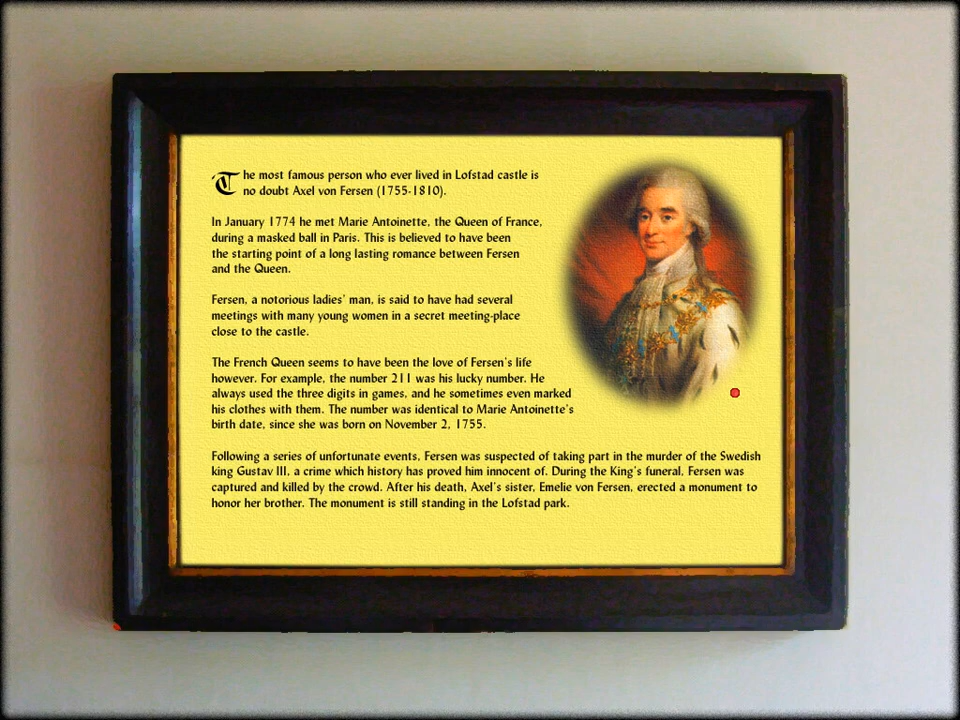 The most famous person who ever lived in Lofstad castle is
no doubt Axel von Fersen (1755-1810).
In January 1774 he met Marie Antoinette, the Queen of France,
during a masked ball in Paris. This is believed to have been
the starting point of a long lasting romance between Fersen
and the Queen.
Fersen, a notorious ladies' man, is said to have had several
meetings with many young women in a secret meeting-place
close to the castle.
The French Queen seems to have been the love of Fersen's life
however. For example, the number 211 was his lucky number. He
always used the three digits in games, and he sometimes even marked
his clothes with them. The number was identical to Marie Antoinette's
birth date, since she was born on November 2, 1755.
Following a series of unfortunate events, Fersen was suspected of taking part in the murder of the Swedish
king Gustav III, a crime which history has proved him innocent of. During the King's funeral, Fersen was
captured and killed by the crowd. After his death, Axel's sister, Emelie von Fersen, erected a monument to
honor her brother. The monument is still standing in the Lofstad park.